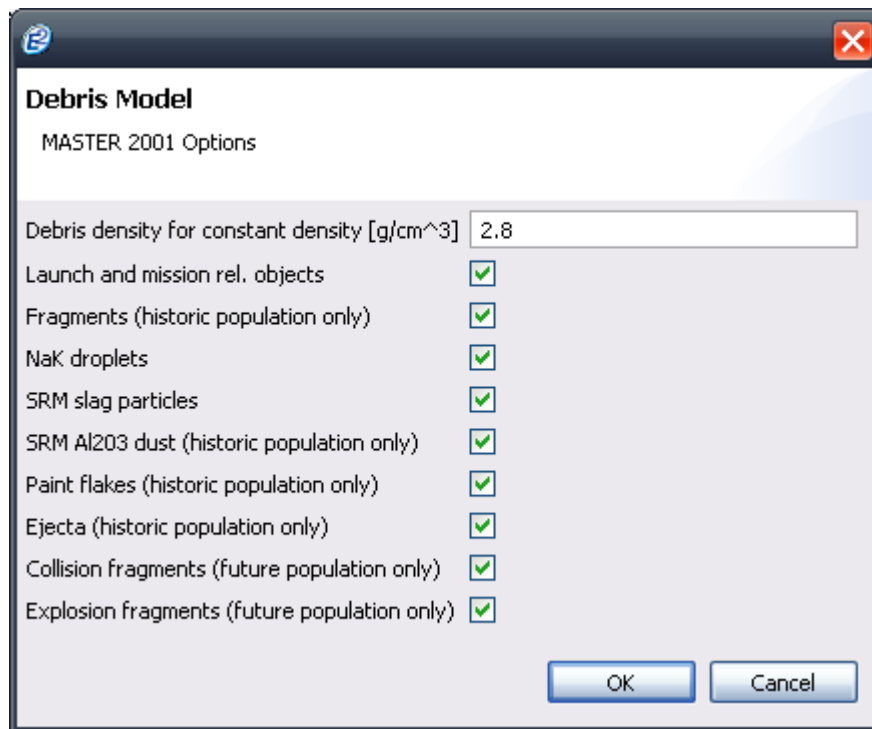 Debris Model
MASTER 2001 Options
Debris density for constant density [g/cm^3] 2.8
Launch and mission rel. objects
Fragments (historic population only)
NaK droplets
SRM slag particles
SRM Al203 dust (historic population only)
Paint flakes (historic population only)
Ejecta (historic population only)
Collision fragments (future population only)
Explosion fragments (future population only)
OK Cancel